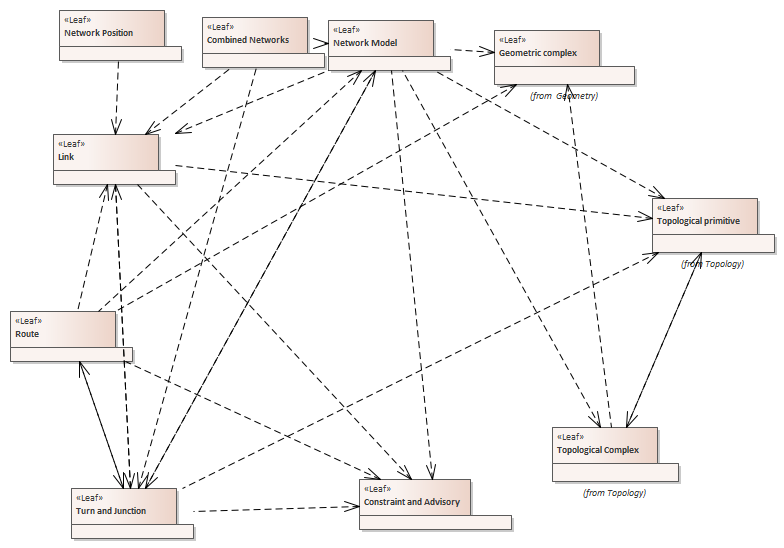 «Leaf»
Network Position
«Leaf»
Combined Networks
«Leaf»
Network Model
«Leaf»
Geometric complex
(from Geometry)
«Leaf»
Link
«Leaf»
Topological primitive
(from Topology)
«Leaf»
Route
«Leaf»
Topological Complex
(from Topology)
«Leaf»
Turn and Junction
«Leaf»
Constraint and Advisory